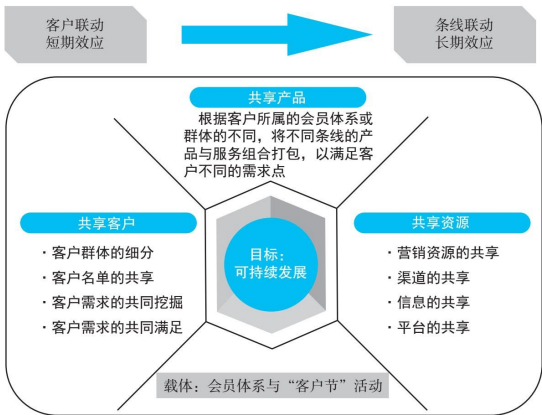 客户联动
短期效应
条线联动
长期效应
共享产品
根据客户所属的会员体系或
群体的不同，将不同条线的产
品与服务组合打包，以满足客
户不同的需求点
共享客户
· 客户群体的细分
· 客户名单的共享
· 客户需求的共同挖掘
· 客户需求的共同满足
目标：
可持续发展
共享资源
· 营销资源的共享
· 渠道的共享
· 信息的共享
· 平台的共享
载体：会员体系与“客户节”活动